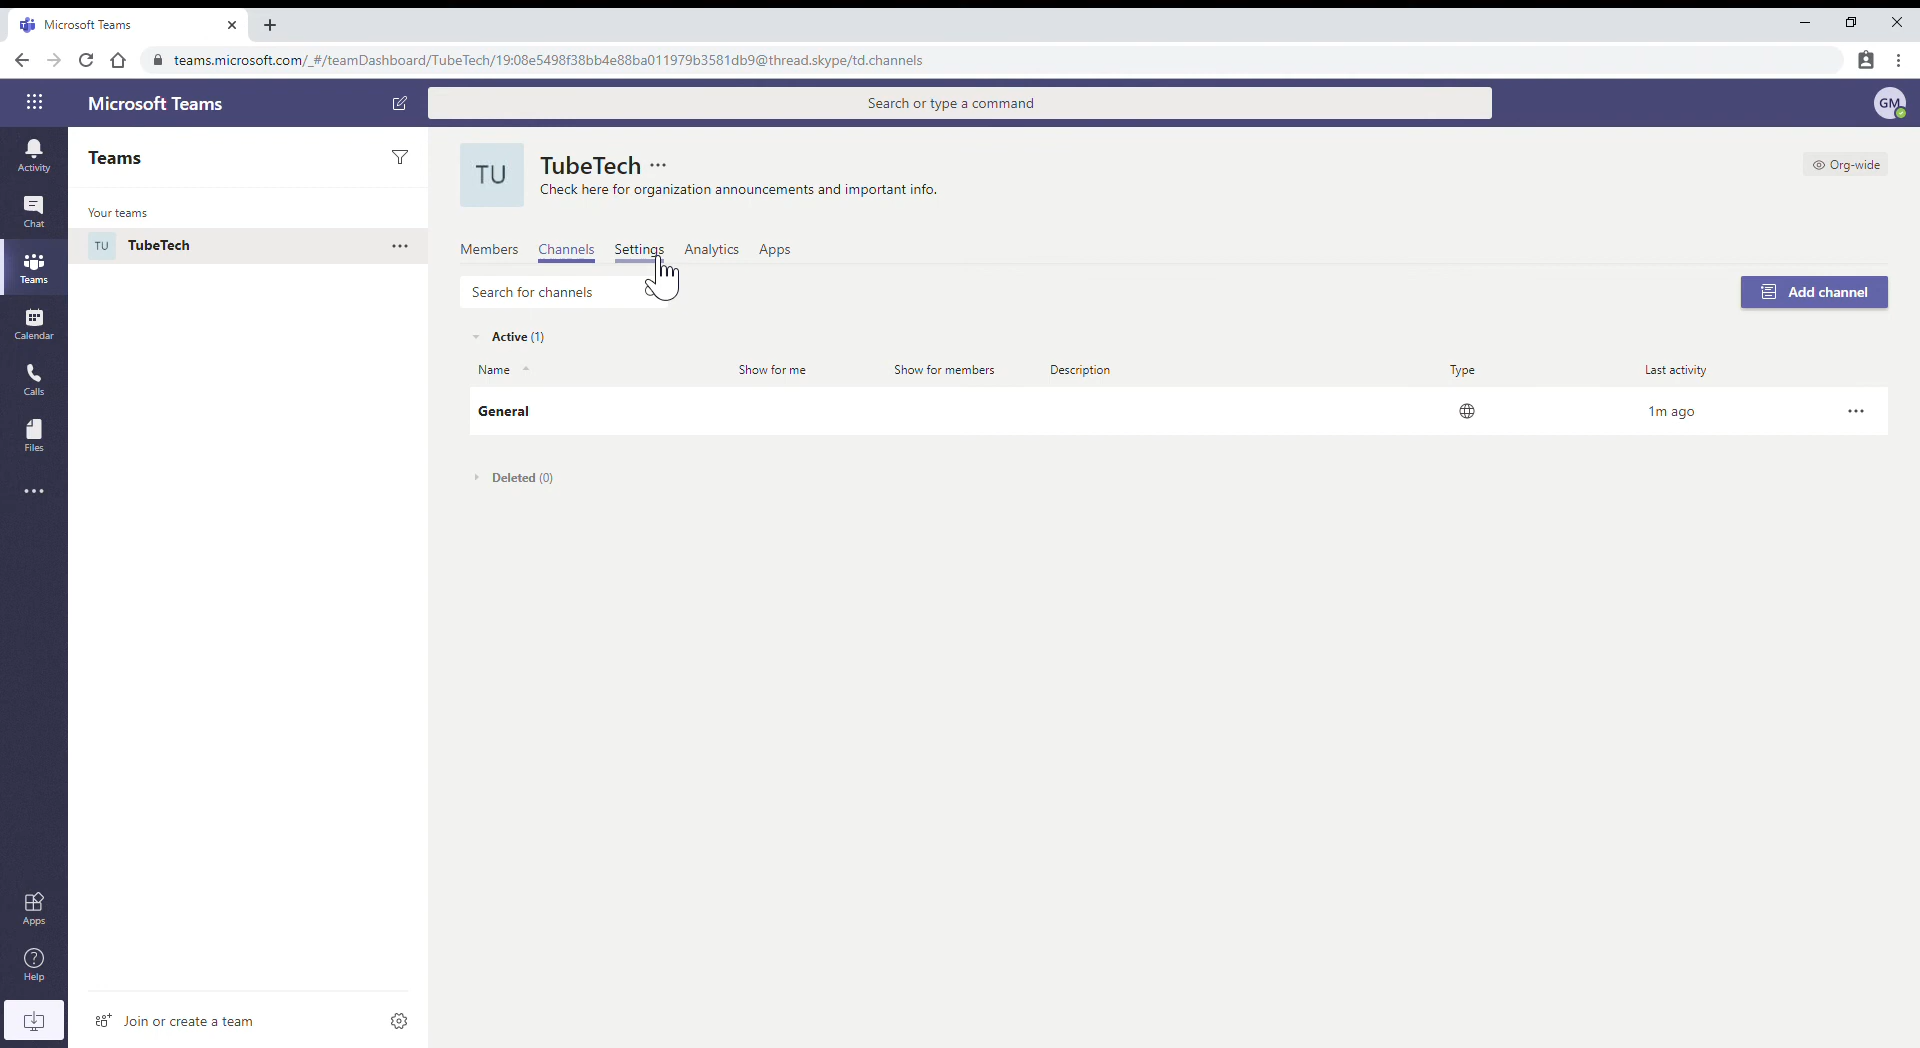 Microsoft Teams
teams.microsoft.com/_#/teamDashboard/TubeTech/19:08e5498f38bb4e88ba011979b3581db9@thread.skype/td.channels
Microsoft Teams
Search or type a command
GM
Activity
Chat
Teams
Calendar
Calls
Files
Apps
Help
Teams
Your teams
TU TubeTech
Join or create a team
TU
TubeTech
Check here for organization announcements and important info.
Org-wide
Members Channels Settings Analytics Apps
Search for channels
Add channel
Active (1)
Name Show for me Show for members Description Type Last activity
General 1m ago
Deleted (0)